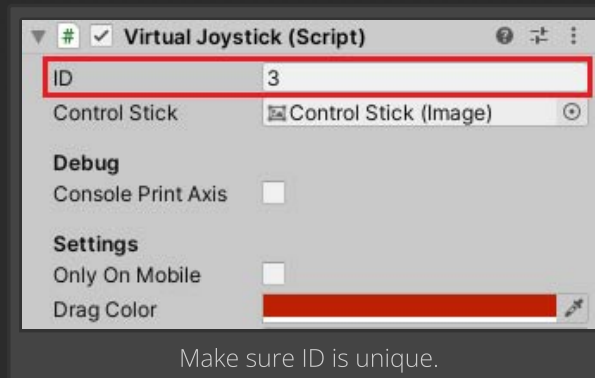 # Virtual Joystick (Script)
ID 3
Control Stick Control Stick (Image)
Debug
Console Print Axis
Settings
Only On Mobile
Drag Color
Make sure ID is unique.